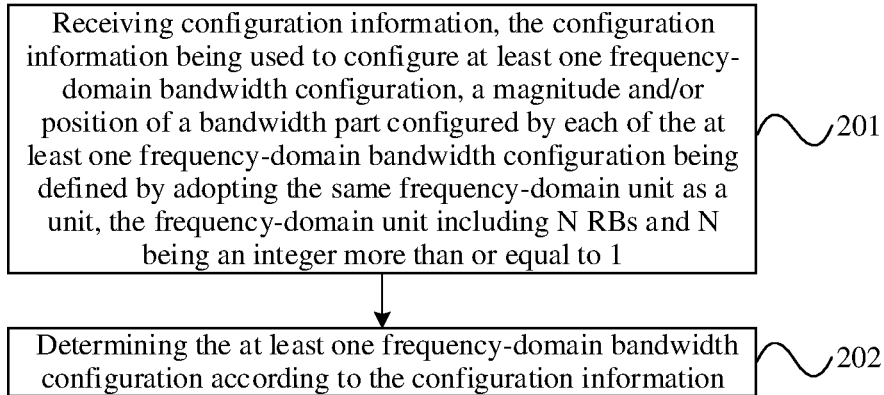 Receiving configuration information, the configuration
information being used to configure at least one frequency-
domain bandwidth configuration, a magnitude and/or
position of a bandwidth part configured by each of the at
least one frequency-domain bandwidth configuration being
defined by adopting the same frequency-domain unit as a
unit, the frequency-domain unit including N RBs and N
being an integer more than or equal to 1
201
Determining the at least one frequency-domain bandwidth
configuration according to the configuration information
202